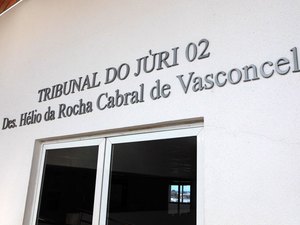 TRIBUNAL DO JÚRI 02
Des. Hélio da Rocha Cabral de Vasconcel